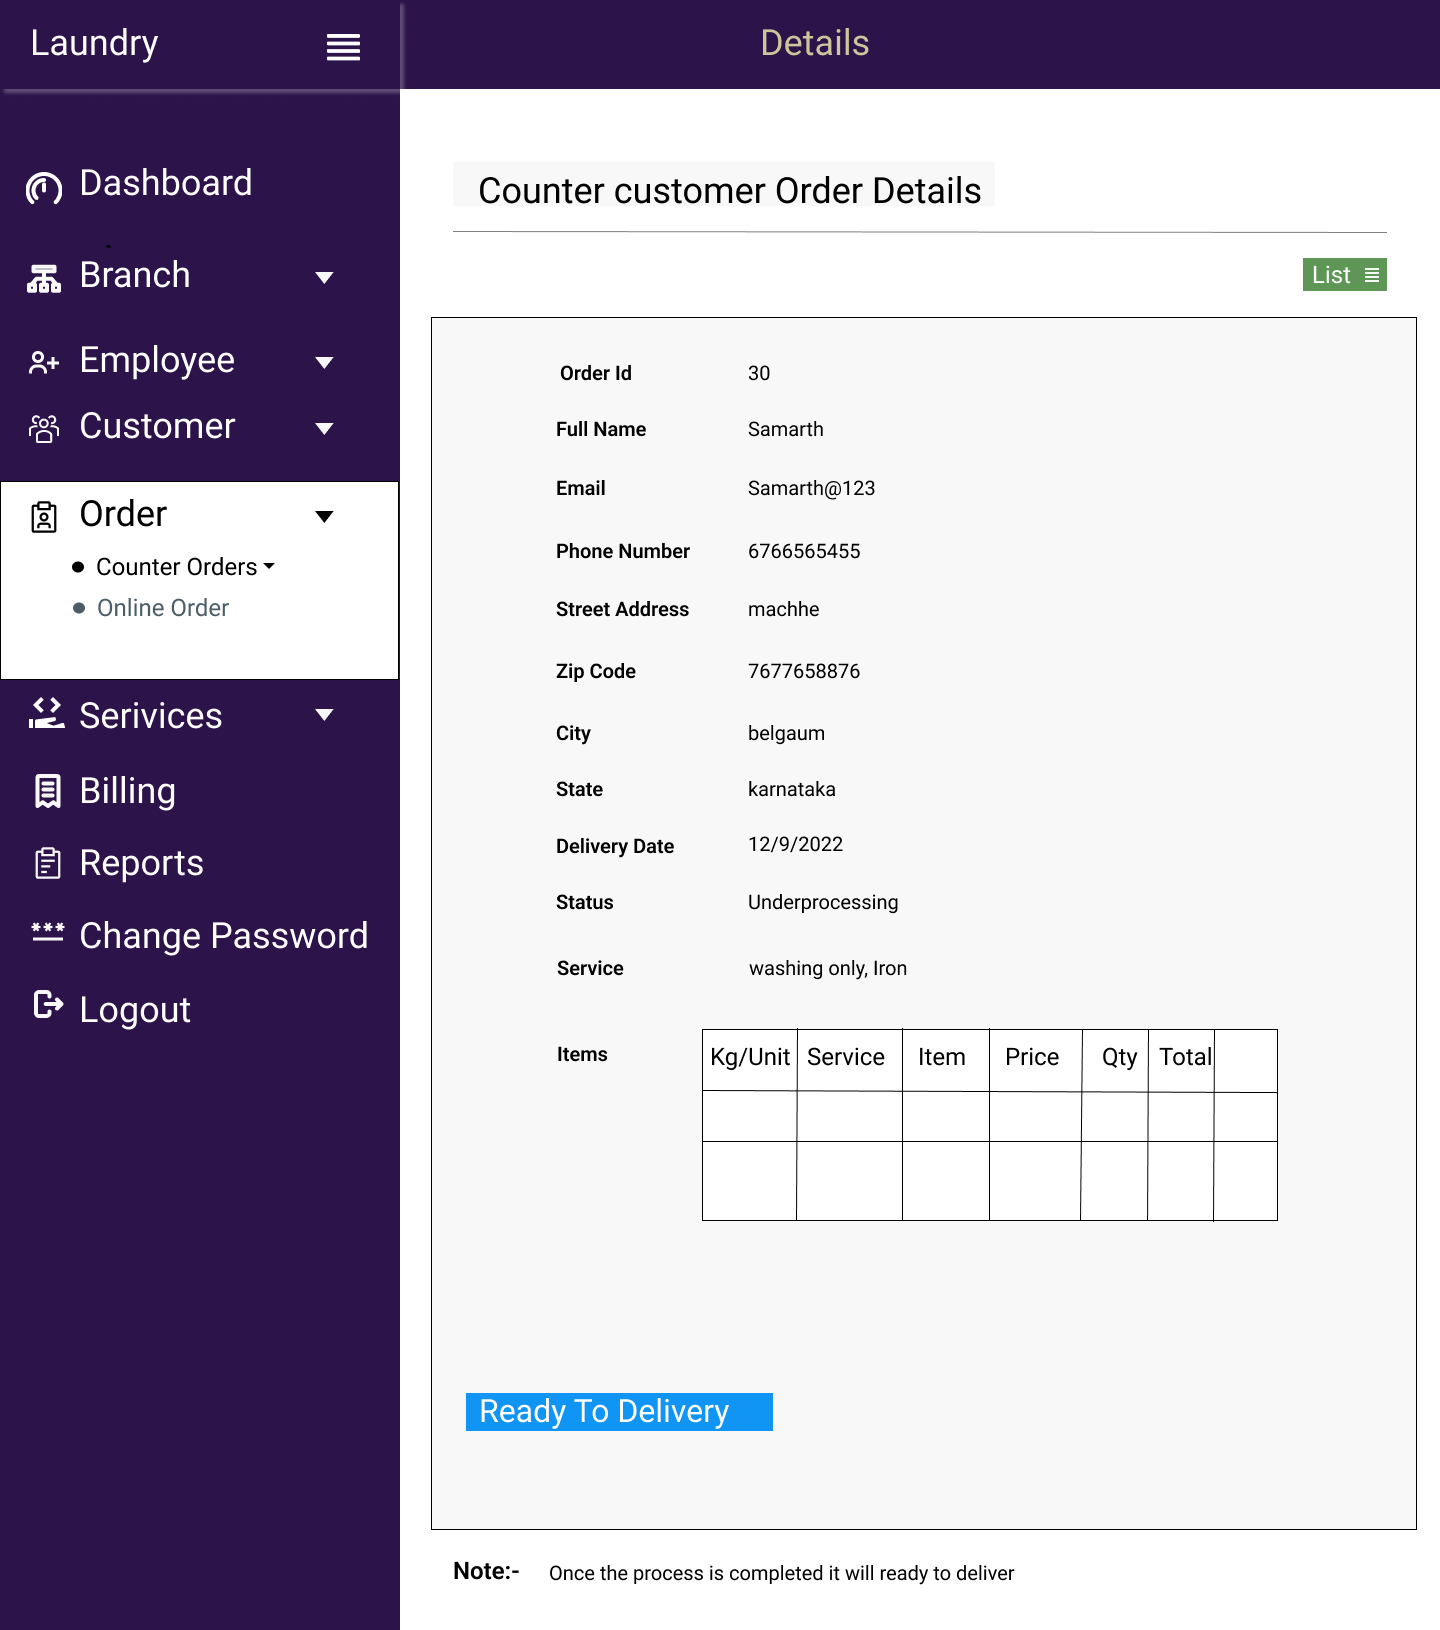 Laundry
Details
Dashboard
Branch
Employee
Customer
Order
Counter Orders
Online Order
Serivices
Billing
Reports
Change Password
Logout
Counter customer Order Details
List
Order Id 30
Full Name Samarth
Email Samarth@123
Phone Number 6766565455
Street Address machhe
Zip Code 7677658876
City belgaum
State karnataka
Delivery Date 12/9/2022
Status Underprocessing
Service washing only, Iron
Items Kg/Unit Service Item Price Qty Total
Ready To Delivery
Note:- Once the process is completed it will ready to deliver